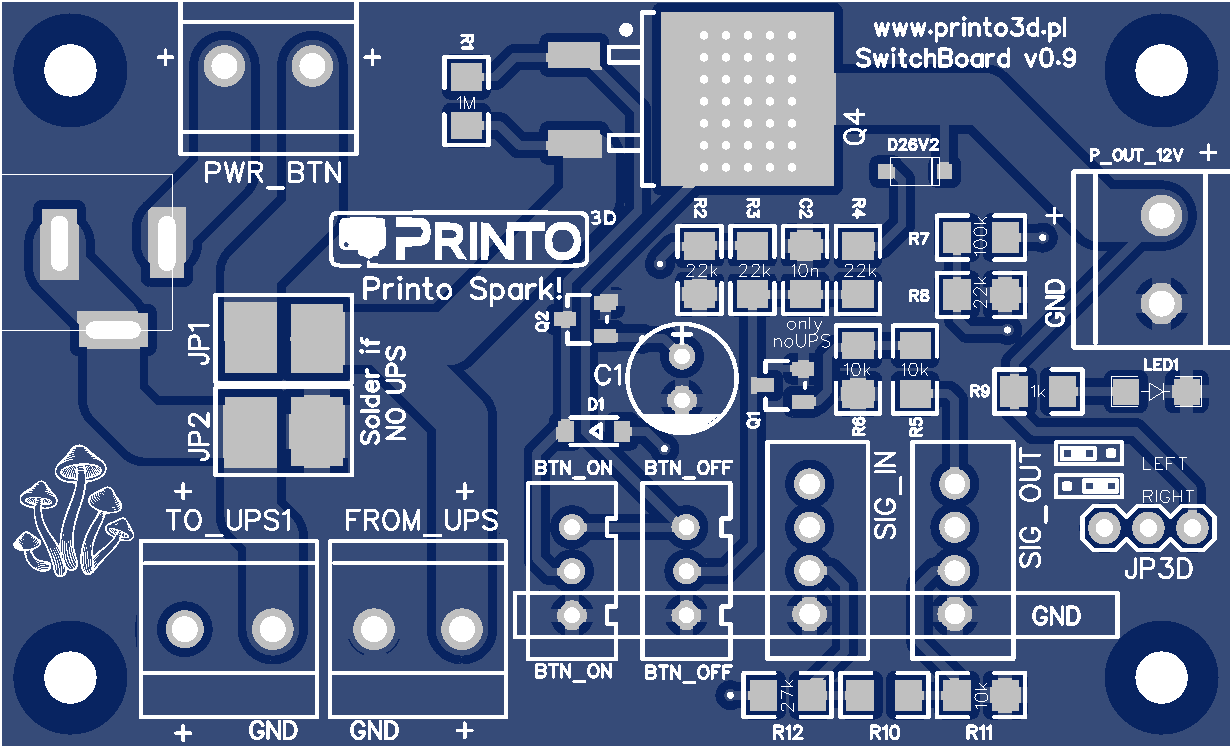 www.printo3d.pl
SwitchBoard v0.9
+ +
R1
1M
Q4
D26V2
P_OUT_12V +
PWR_BTN
PRINTO 3D
Printo Spark!
R2 R3 C2 R4
22k 22k 10n 22k
R7 100k
+
R8 22k
GND
only
noUPS
Q2
C1
+
JP1
JP2
Solder if
NO UPS
10k 10k
R6 R5
Q1
R9 1k
LED1
D1
BTN_ON BTN_OFF
SIG_IN
SIG_OUT
LEFT
RIGHT
JP3D
+ +
TO_UPS1 FROM_UPS
GND
BTN_ON BTN_OFF
27k 10k
R12 R10 R11
+ GND GND +